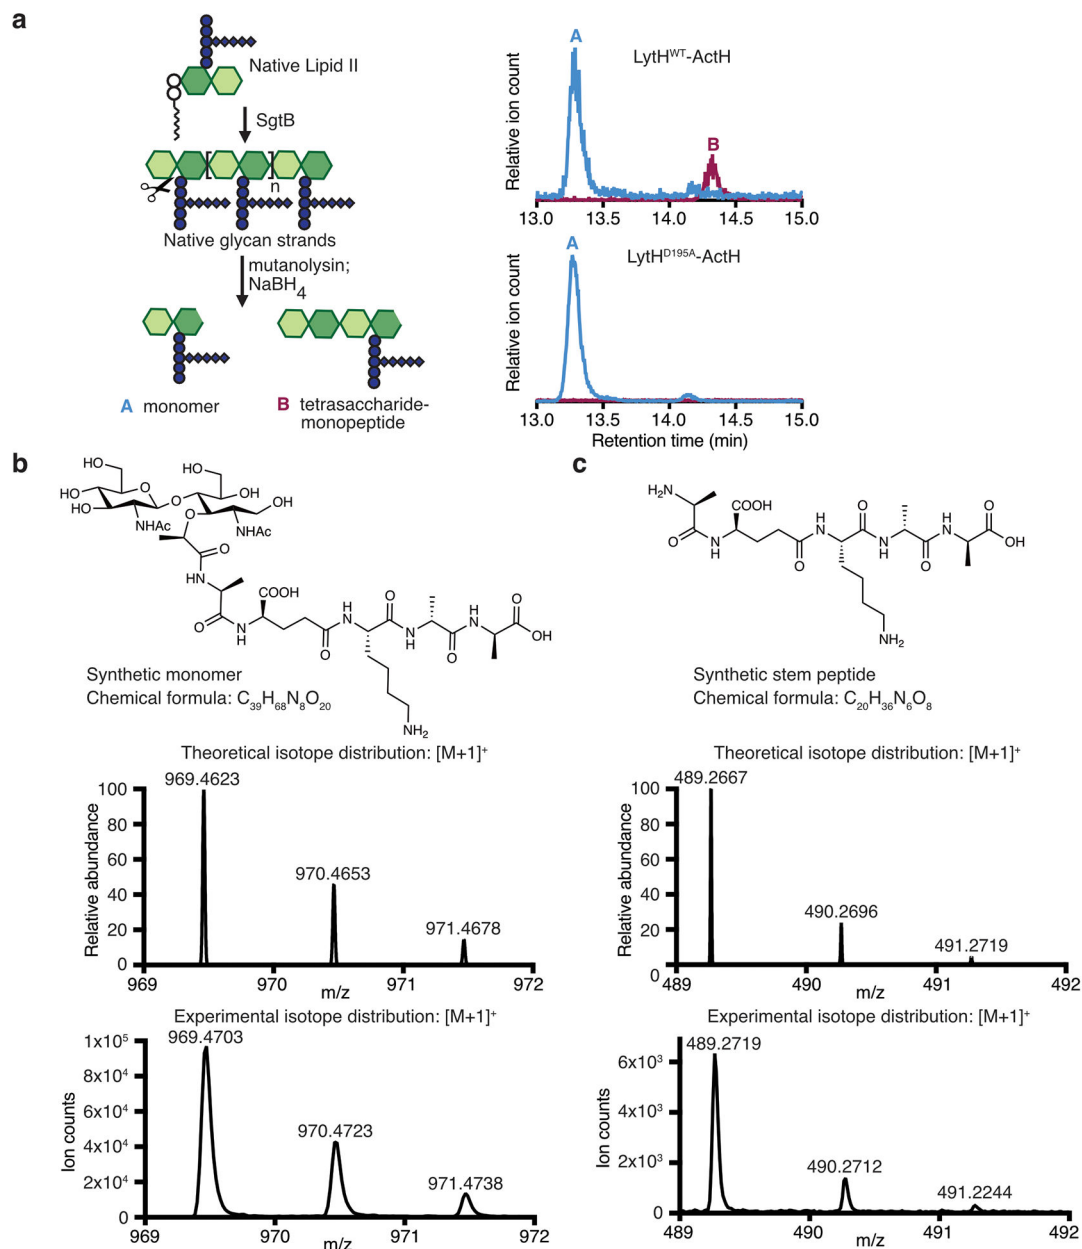 a
Native Lipid II
SgtB
n
Native glycan strands
mutanolysin;
NaBH4
A monomer
B tetrasaccharide-
monopeptide
Relative ion count
A
LytHWT-ActH
B
13.0 13.5 14.0 14.5 15.0
Relative ion count
A
LytHD195A-ActH
13.0 13.5 14.0 14.5 15.0
Retention time (min)
b
HO
HO
HO
O
NHAc
O
HO
OH
OH
O
NHAc
O
HN
O
N
H
COOH
O
H
N
O
N
H
O
H
N
O
OH
NH2
Synthetic monomer
Chemical formula: C39H68N8O20
Theoretical isotope distribution: [M+1]+
969.4623
970.4653
971.4678
Relative abundance
100
80
60
40
20
0
969 970 971 972
m/z
Experimental isotope distribution: [M+1]+
969.4703
970.4723
971.4738
Ion counts
1x10⁵
8x10⁴
6x10⁴
4x10⁴
2x10⁴
0
969 970 971 972
m/z
c
H2N
O
N
H
COOH
O
H
N
O
N
H
O
H
N
O
OH
NH2
Synthetic stem peptide
Chemical formula: C20H36N6O8
Theoretical isotope distribution: [M+1]+
489.2667
490.2696
491.2719
Relative abundance
100
80
60
40
20
0
489 490 491 492
m/z
Experimental isotope distribution: [M+1]+
489.2719
490.2712
491.2244
Ion counts
6x10³
4x10³
2x10³
0
489 490 491 492
m/z